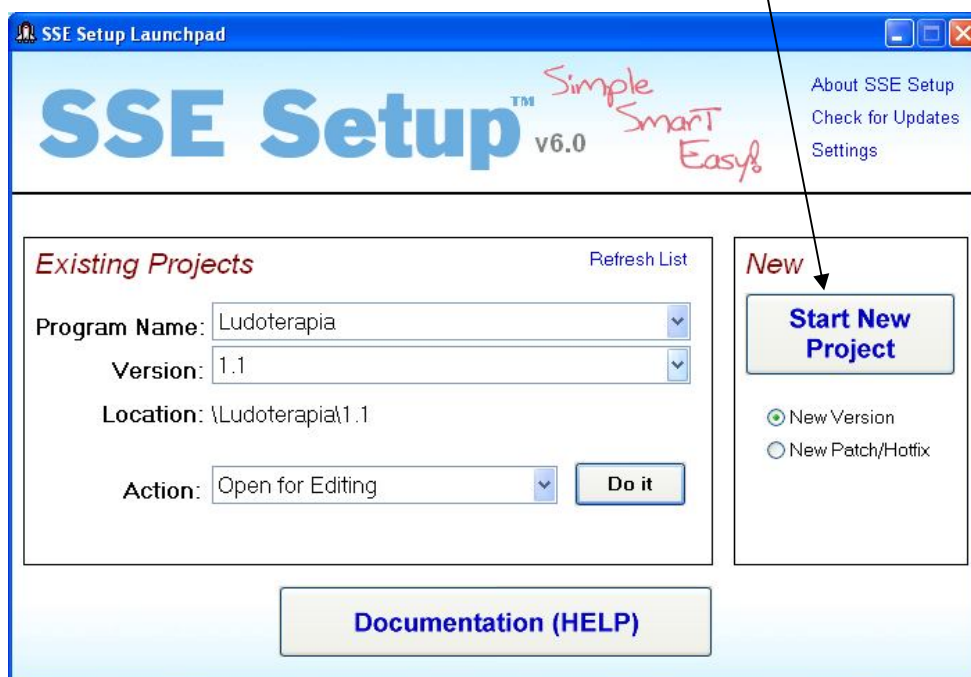 SSE Setup Launchpad
SSE Setup™ v6.0
Simple
Smart
Easy!
About SSE Setup
Check for Updates
Settings
Existing Projects
Refresh List
Program Name: Ludoterapia
Version: 1.1
Location: \Ludoterapia\1.1
Action: Open for Editing
Do it
New
Start New
Project
New Version
New Patch/Hotfix
Documentation (HELP)